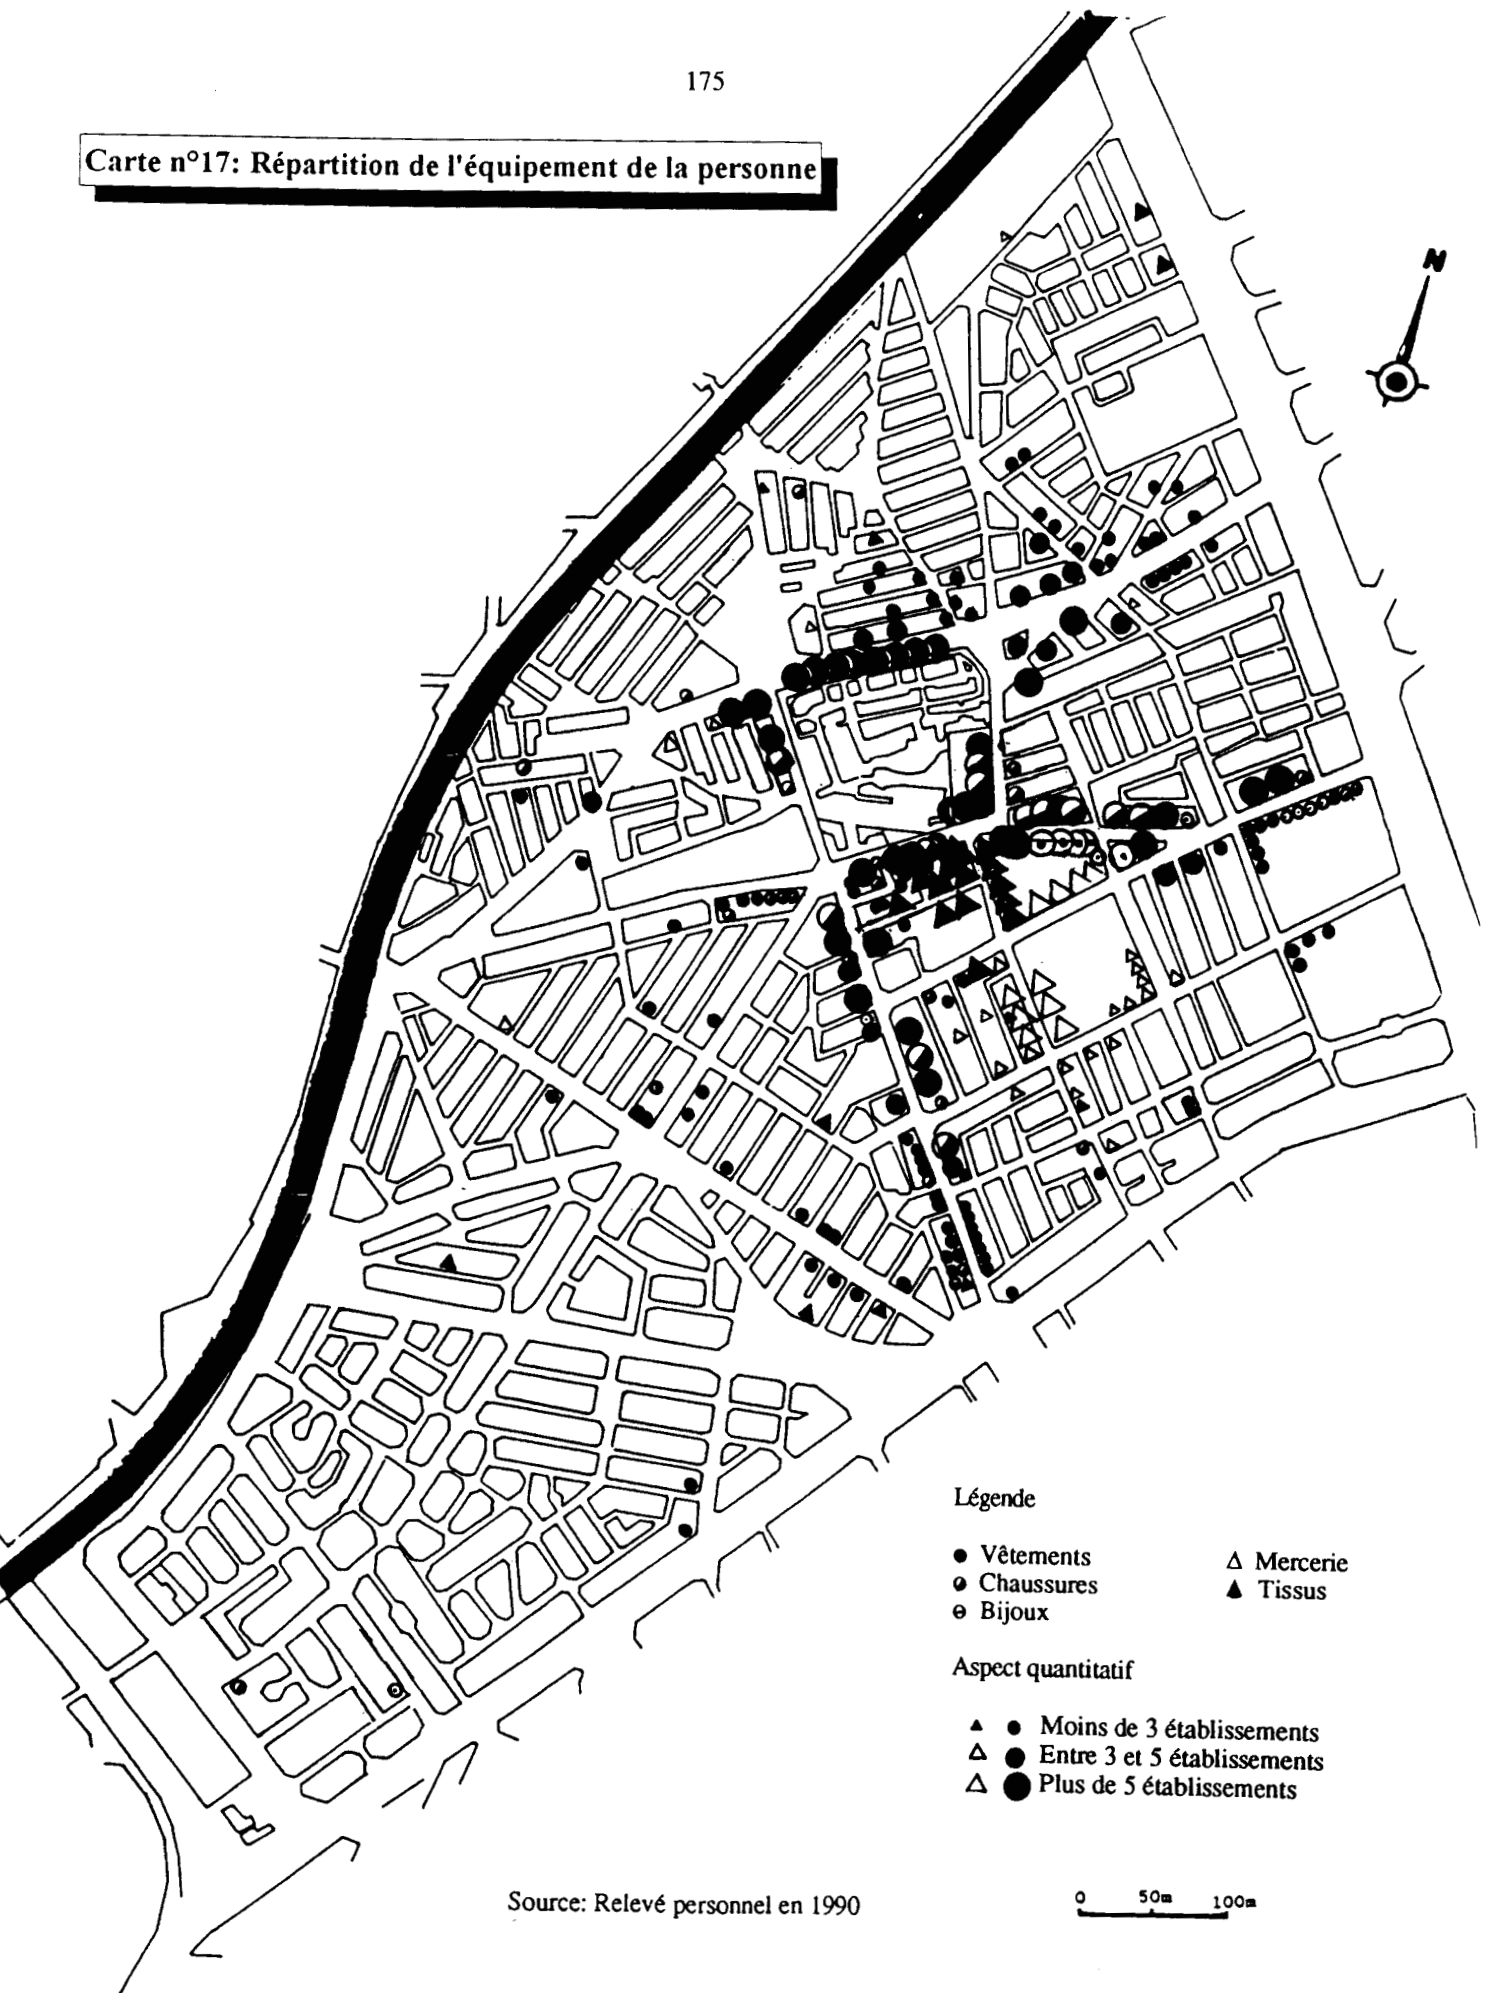 175
Carte n°17: Répartition de l'équipement de la personne
N
Légende
Vêtements
Chaussures
Bijoux
Mercerie
Tissus
Aspect quantitatif
Moins de 3 établissements
Entre 3 et 5 établissements
Plus de 5 établissements
Source: Relevé personnel en 1990
0 50m 100m